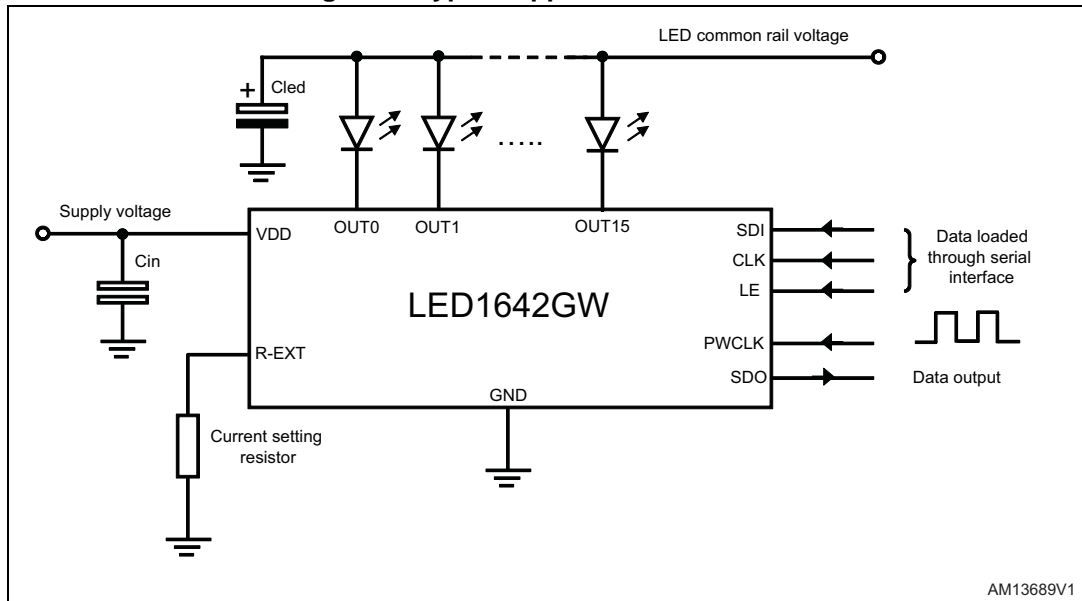 LED common rail voltage
+ Cled
.....
Supply voltage
VDD
OUT0
OUT1
OUT15
SDI
CLK
LE
Data loaded
through serial
interface
Cin
LED1642GW
R-EXT
PWCLK
SDO
Data output
GND
Current setting
resistor
AM13689V1